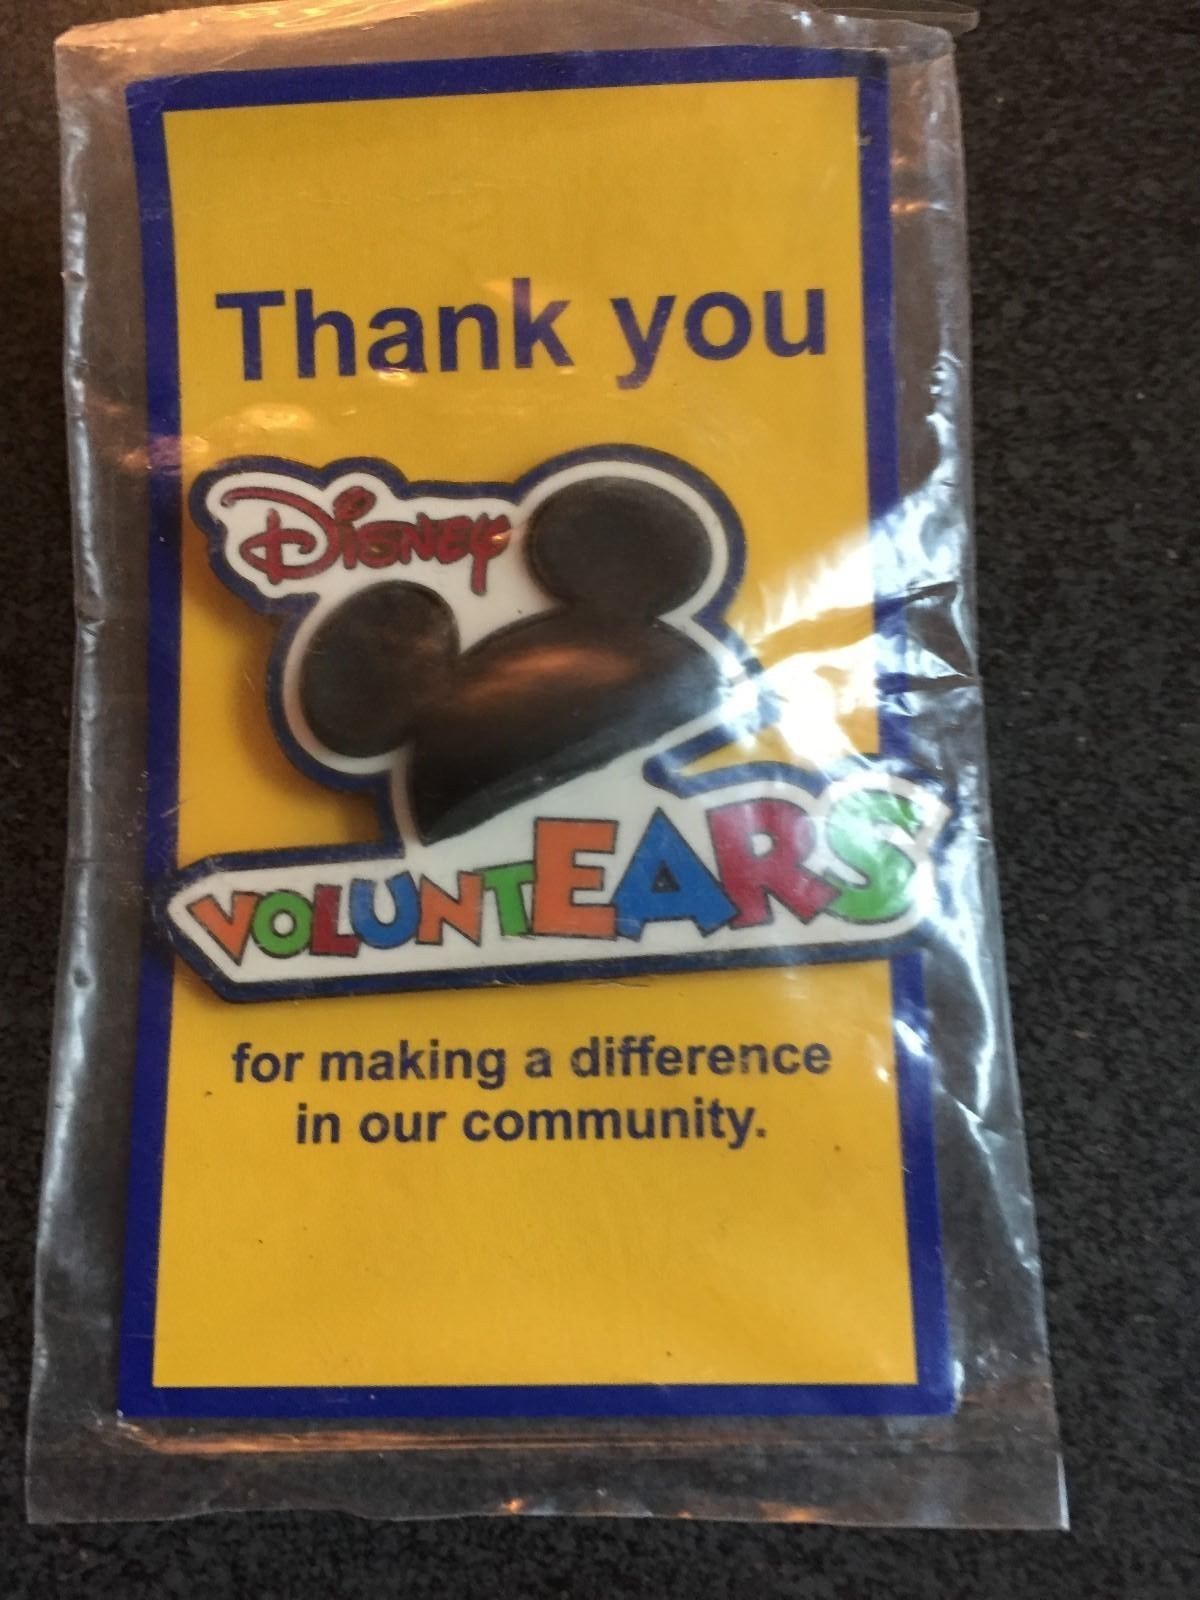 Thank you
Disney
VOLUNTEARS
for making a difference
in our community.